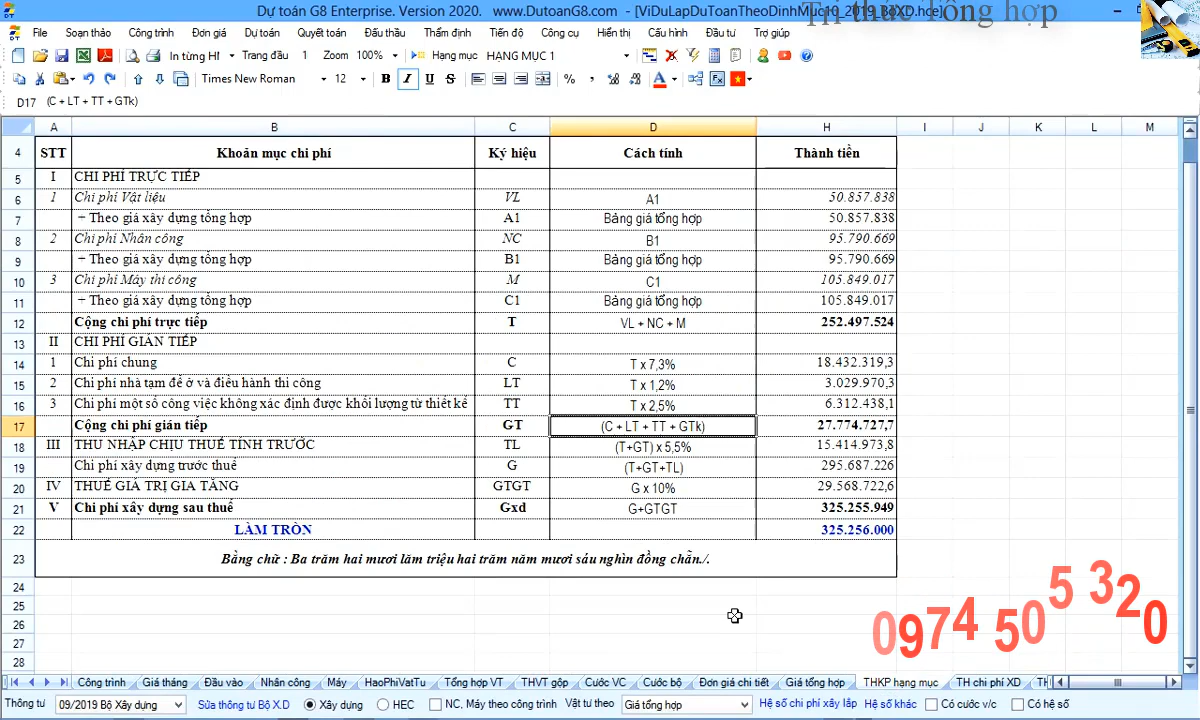 Dự toán G8 Enterprise. Version 2020. www.DutoanG8.com - [ViDuLapDuToanTheoDinhMuc10_2019_BoXD.hce]
Tri thức Tổng hợp
File Soạn thảo Công trình Đơn giá Dự toán Quyết toán Đấu thầu Thẩm định Tiến độ Công cụ Hiển thị Cấu hình Đầu tư Trợ giúp
In từng HI Trang đầu 1 Zoom 100% Hạng mục HẠNG MỤC 1
Times New Roman 12 B I U S
D17 (C + LT + TT + GTk)
A B C D H I J K L M
4 STT Khoản mục chi phí Ký hiệu Cách tính Thành tiền
5 I CHI PHÍ TRỰC TIẾP
6 1 Chi phí Vật liệu VL A1 50.857.838
7 + Theo giá xây dựng tổng hợp A1 Bảng giá tổng hợp 50.857.838
8 2 Chi phí Nhân công NC B1 95.790.669
9 + Theo giá xây dựng tổng hợp B1 Bảng giá tổng hợp 95.790.669
10 3 Chi phí Máy thi công M C1 105.849.017
11 + Theo giá xây dựng tổng hợp C1 Bảng giá tổng hợp 105.849.017
12 Cộng chi phí trực tiếp T VL + NC + M 252.497.524
13 II CHI PHÍ GIÁN TIẾP
14 1 Chi phí chung C T x 7,3% 18.432.319,3
15 2 Chi phí nhà tạm để ở và điều hành thi công LT T x 1,2% 3.029.970,3
16 3 Chi phí một số công việc không xác định được khối lượng từ thiết kế TT T x 2,5% 6.312.438,1
17 Cộng chi phí gián tiếp GT (C + LT + TT + GTk) 27.774.727,7
18 III THU NHẬP CHỊU THUẾ TÍNH TRƯỚC TL (T+GT) x 5,5% 15.414.973,8
19 Chi phí xây dựng trước thuế G (T+GT+TL) 295.687.226
20 IV THUẾ GIÁ TRỊ GIA TĂNG GTGT G x 10% 29.568.722,6
21 V Chi phí xây dựng sau thuế Gxd G+GTGT 325.255.949
22 LÀM TRÒN 325.256.000
23 Bằng chữ : Ba trăm hai mươi lăm triệu hai trăm năm mươi sáu nghìn đồng chẵn./.
24
25
26
27
28
0974 505 320
Công trình Giá tháng Đầu vào Nhân công Máy HaoPhiVatTu Tổng hợp VT THVT gộp Cước VC Cước bộ Đơn giá chi tiết Giá tổng hợp THKP hạng mục TH chi phí XD
Thông tư 09/2019 Bộ Xây dựng Sửa thông tư Bộ X.D Xây dựng HEC NC, Máy theo công trình Vật tư theo Giá tổng hợp Hệ số chi phí xây lắp Hệ số khác Có cước v/c Có hệ số